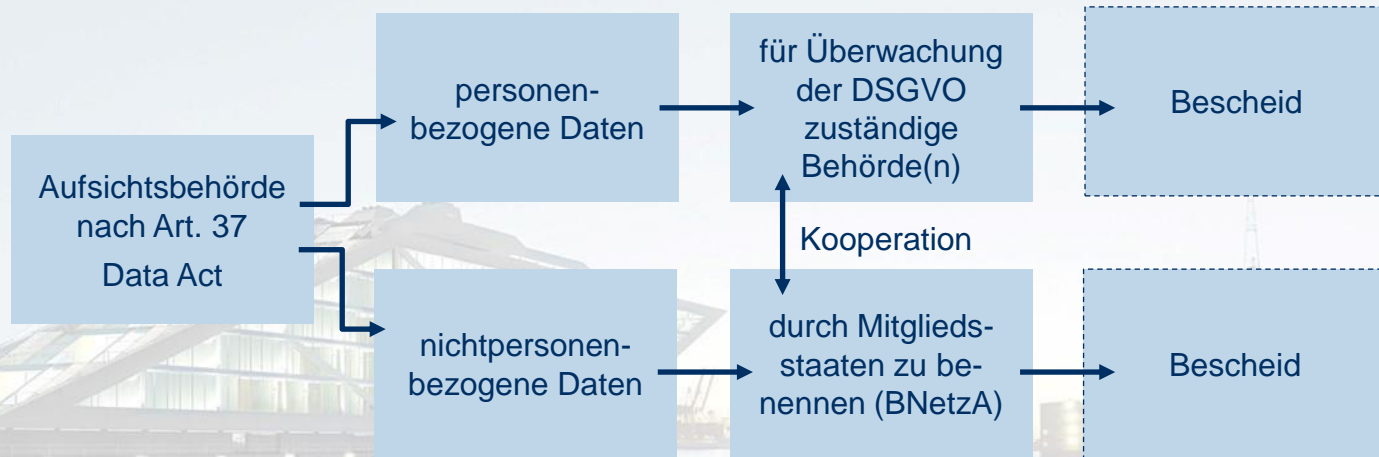 Aufsichtsbehörde
nach Art. 37
Data Act
personen-
bezogene Daten
für Überwachung
der DSGVO
zuständige
Behörde(n)
Bescheid
Kooperation
nichtpersonen-
bezogene Daten
durch Mitglieds-
staaten zu be-
nennen (BNetzA)
Bescheid